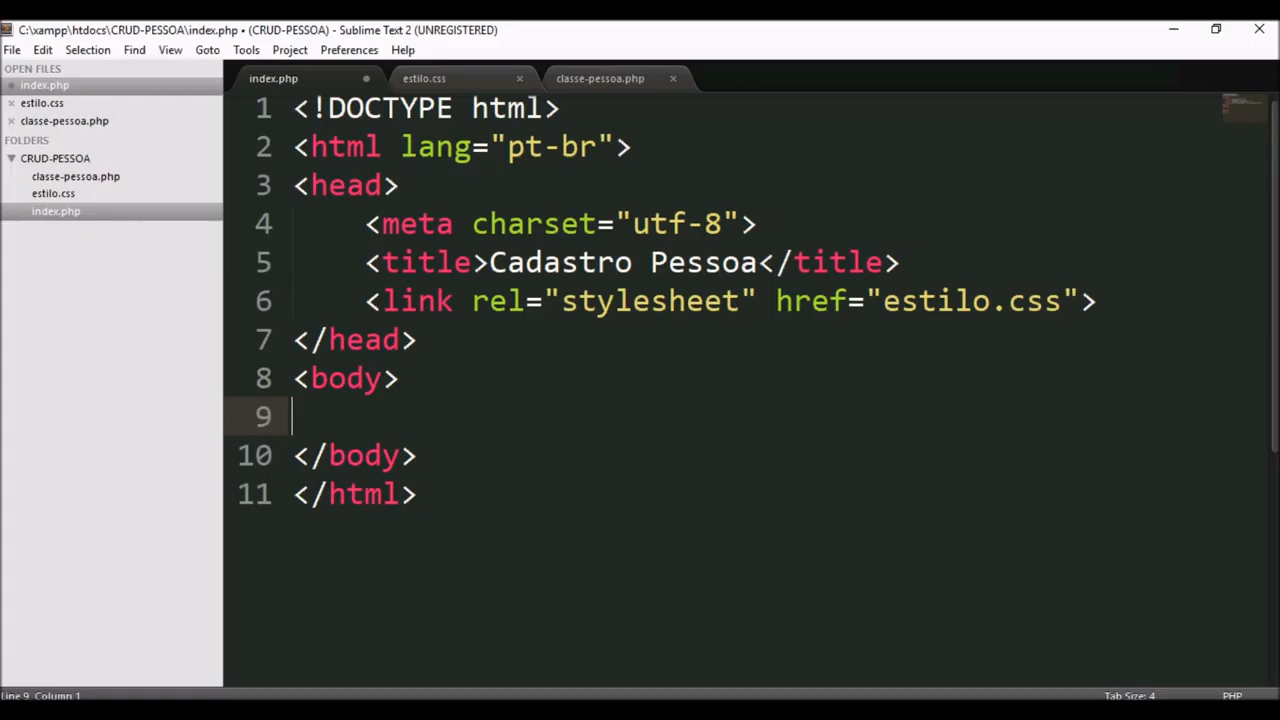 C:\xampp\htdocs\CRUD-PESSOA\index.php • (CRUD-PESSOA) - Sublime Text 2 (UNREGISTERED)
File Edit Selection View Goto Tools Project Preferences Help
OPEN FILES
index.php
estilo.css
classe-pessoa.php
FOLDERS
CRUD-PESSOA
classe-pessoa.php
estilo.css
index.php
index.php estilo.css classe-pessoa.php
1 <!DOCTYPE html>
2 <html lang="pt-br">
3 <head>
4 <meta charset="utf-8">
5 <title>Cadastro Pessoa</title>
6 <link rel="stylesheet" href="estilo.css">
7 </head>
8 <body>
9
10 </body>
11 </html>
Line 9, Column 1 Tab Size: 4 PHP